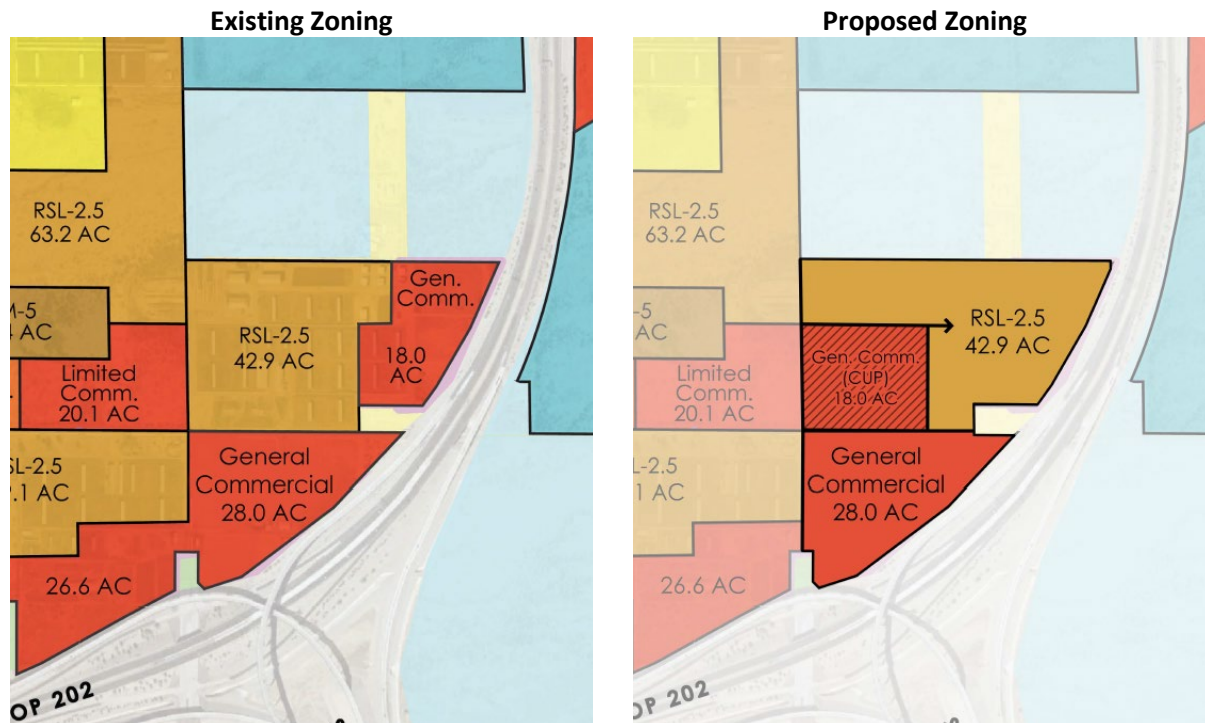 Existing Zoning
RSL-2.5
63.2 AC
Gen.
Comm.
RSL-2.5
42.9 AC
18.0
AC
M-5
AC
Limited
Comm.
20.1 AC
SL-2.5
.1 AC
General
Commercial
28.0 AC
26.6 AC
OP 202
Proposed Zoning
RSL-2.5
63.2 AC
RSL-2.5
42.9 AC
-5
AC
Gen. Comm.
(CUP)
18.0 AC
Limited
Comm.
20.1 AC
L-2.5
.1 AC
General
Commercial
28.0 AC
26.6 AC
OP 202